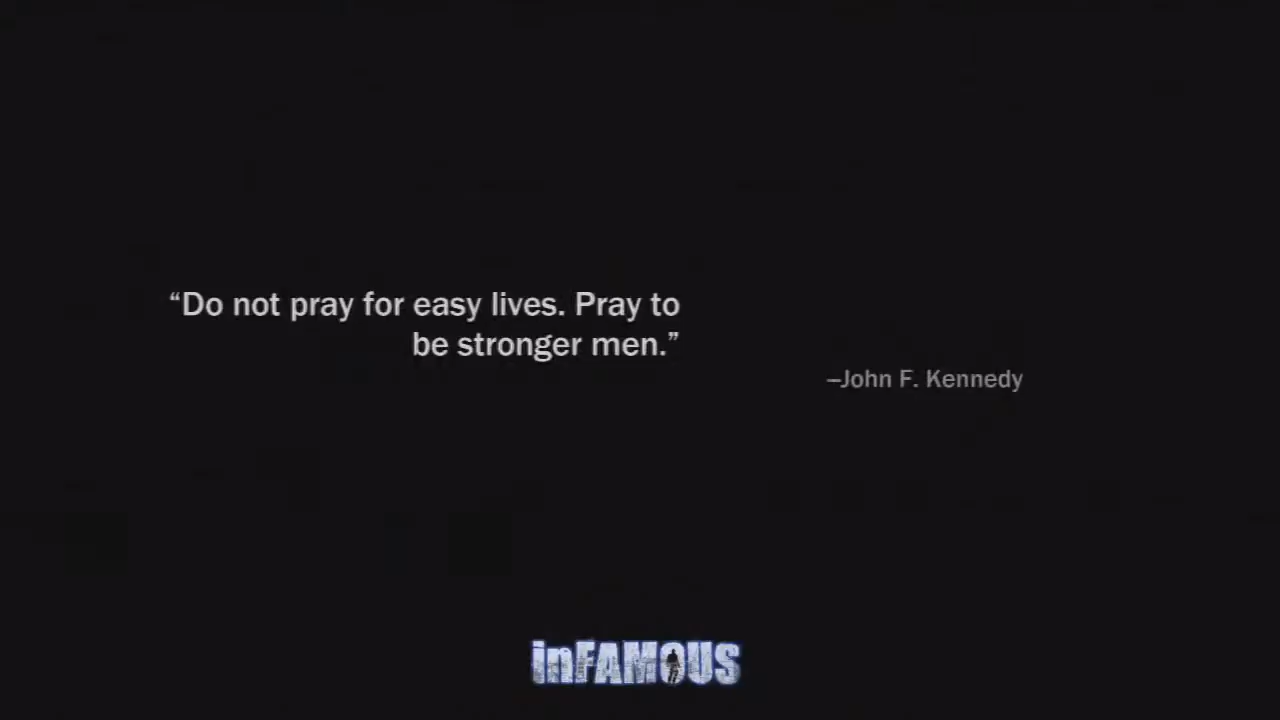 “Do not pray for easy lives. Pray to
be stronger men.”
–John F. Kennedy
inFAMOUS